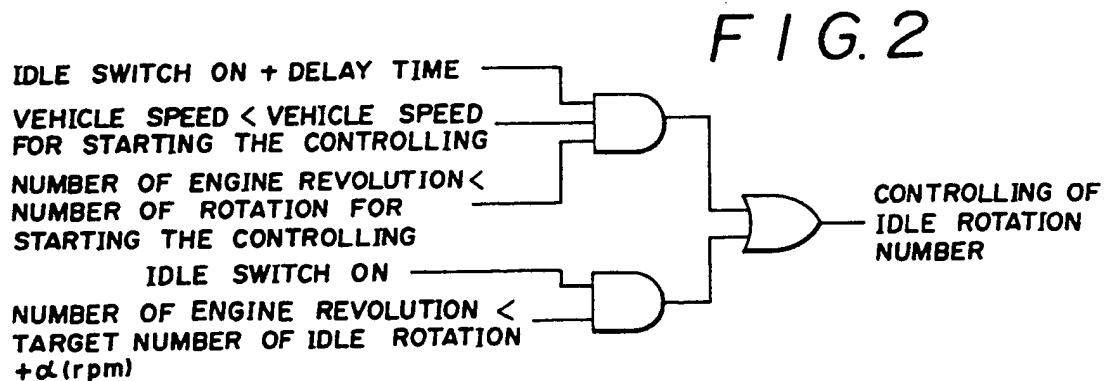 FIG. 2
IDLE SWITCH ON + DELAY TIME
VEHICLE SPEED < VEHICLE SPEED
FOR STARTING THE CONTROLLING
NUMBER OF ENGINE REVOLUTION <
NUMBER OF ROTATION FOR
STARTING THE CONTROLLING
IDLE SWITCH ON
NUMBER OF ENGINE REVOLUTION <
TARGET NUMBER OF IDLE ROTATION
+α(rpm)
CONTROLLING OF
IDLE ROTATION
NUMBER